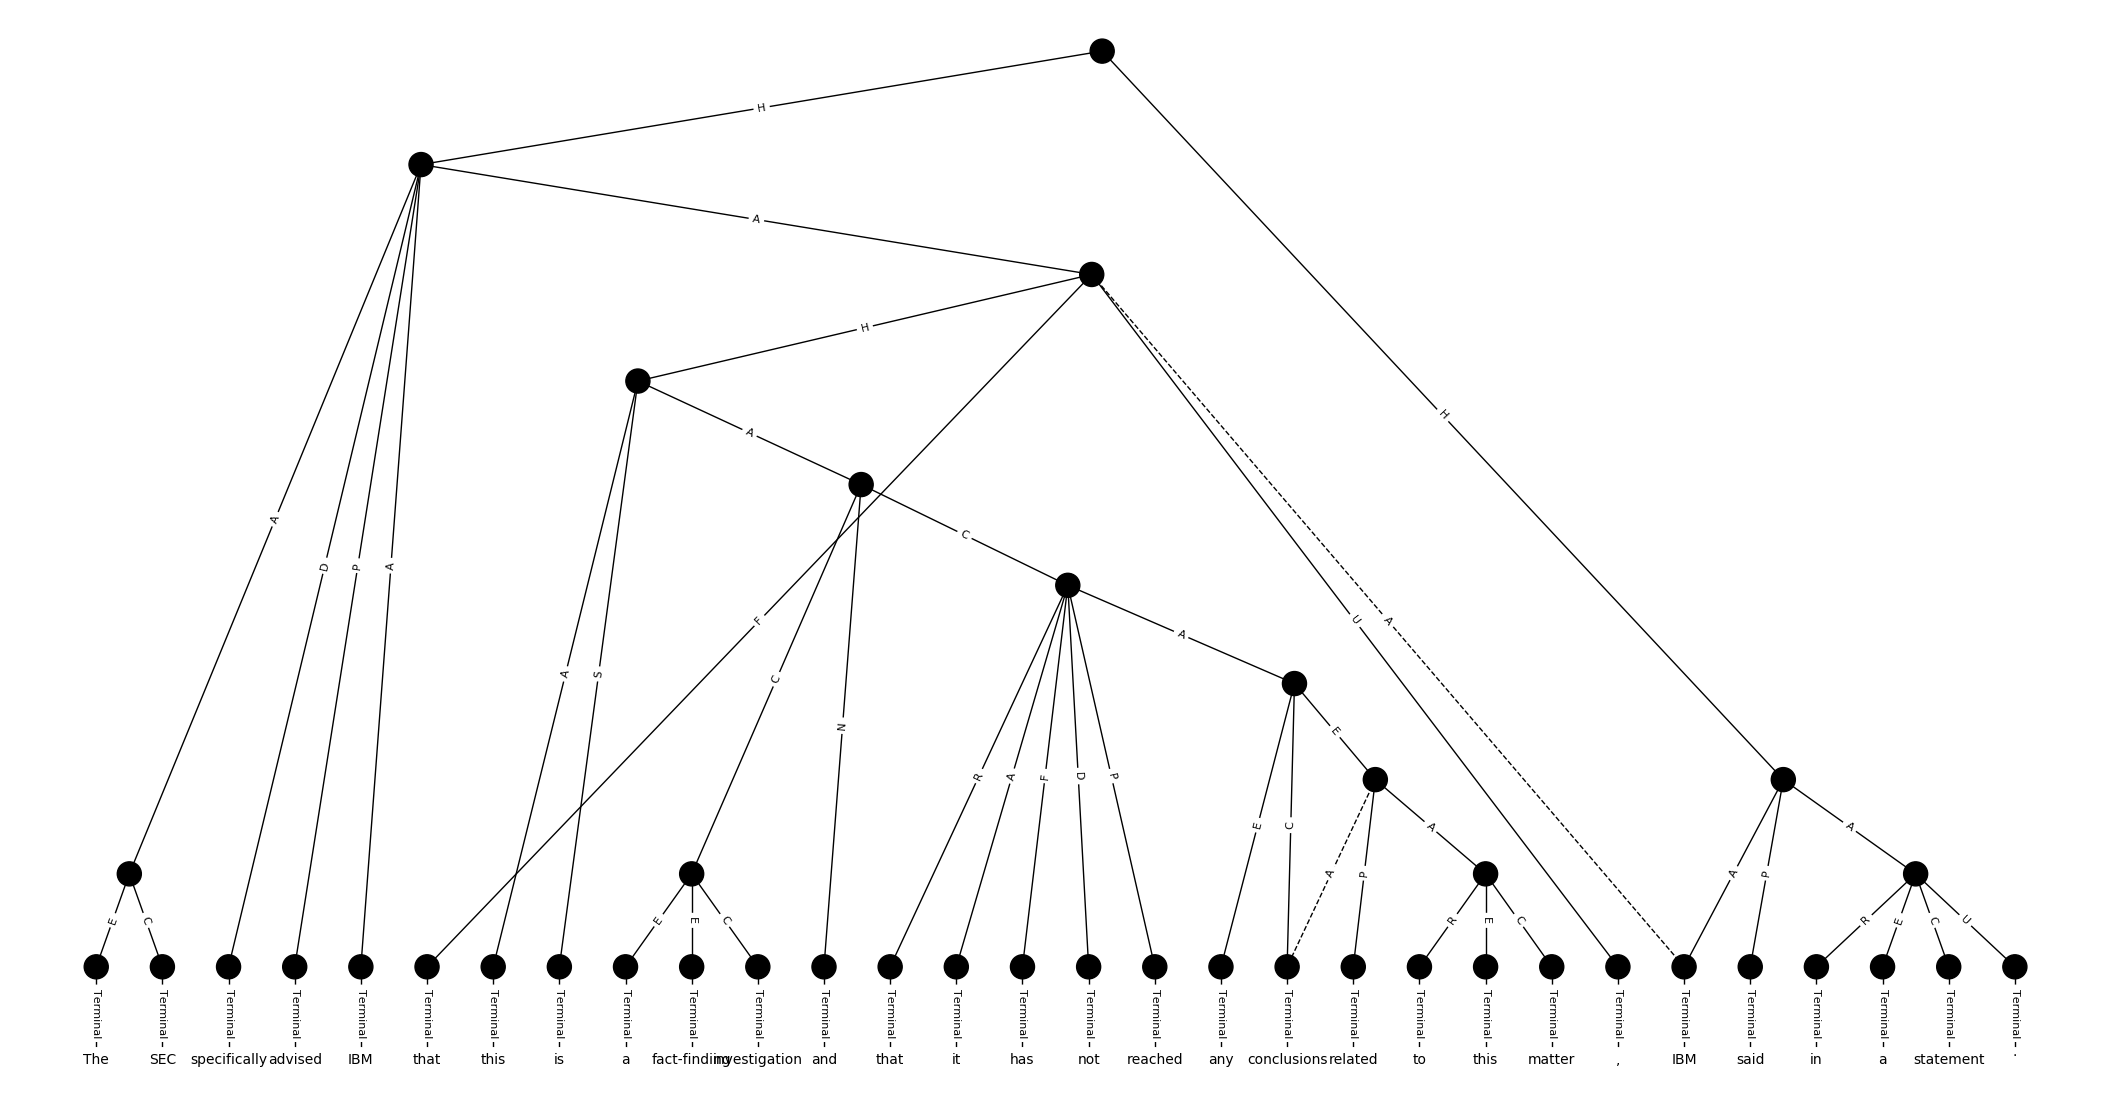 H
A
H
H
A
C
A
D
P
A
F
A
S
C
N
A
U
A
E
R
A
F
D
P
E
C
A
P
A
A
P
A
E
C
E
E
C
R
E
C
R
E
C
U
Terminal Terminal Terminal Terminal Terminal Terminal Terminal Terminal Terminal Terminal Terminal Terminal Terminal Terminal Terminal Terminal Terminal Terminal Terminal Terminal Terminal Terminal Terminal Terminal Terminal Terminal Terminal Terminal Terminal Terminal
The SEC specifically advised IBM that this is a fact-finding investigation and that it has not reached any conclusions related to this matter , IBM said in a statement .